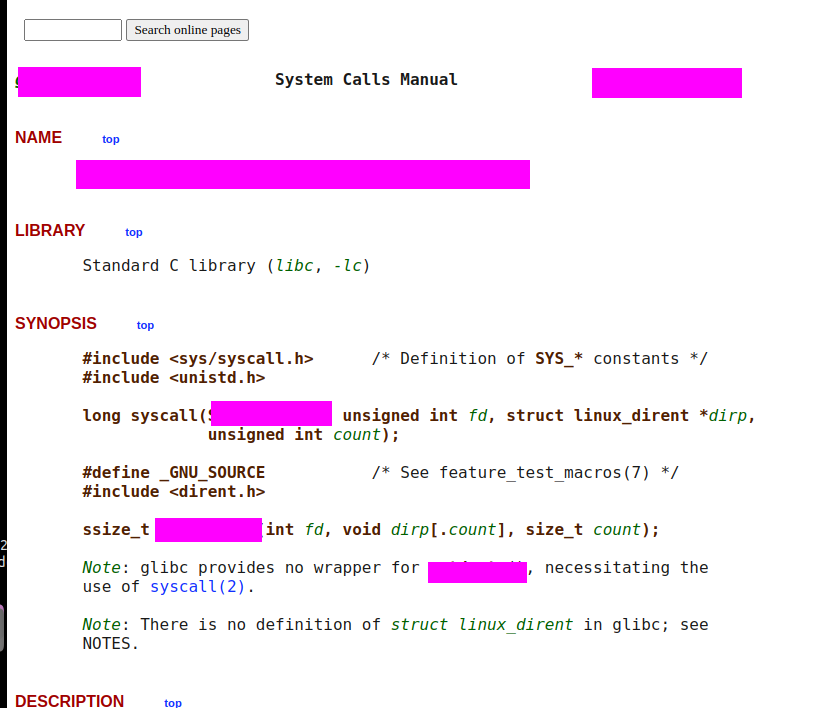 Search online pages
System Calls Manual
NAME top
LIBRARY top
Standard C library (libc, -lc)
SYNOPSIS top
#include <sys/syscall.h> /* Definition of SYS_* constants */
#include <unistd.h>
long syscall( unsigned int fd, struct linux_dirent *dirp,
unsigned int count);
#define _GNU_SOURCE /* See feature_test_macros(7) */
#include <dirent.h>
ssize_t (int fd, void dirp[.count], size_t count);
Note: glibc provides no wrapper for , necessitating the
use of syscall(2).
Note: There is no definition of struct linux_dirent in glibc; see
NOTES.
2
d
DESCRIPTION top